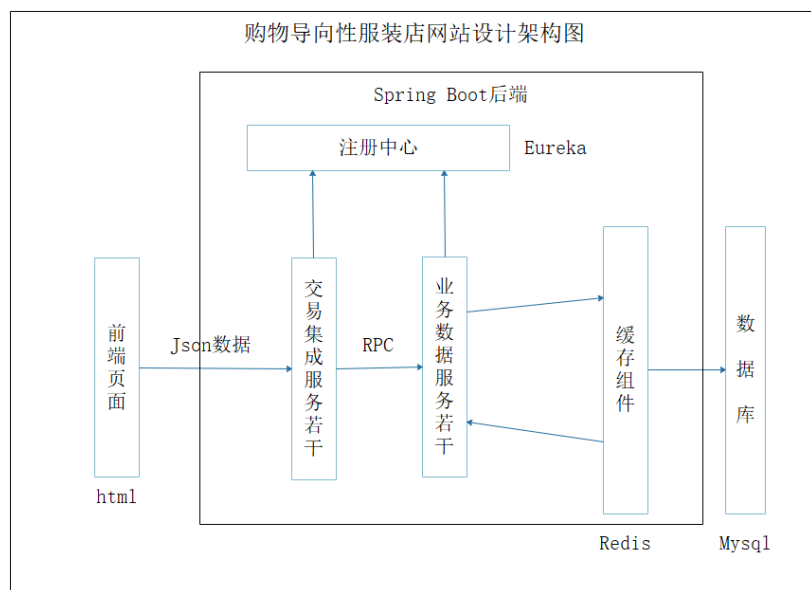 购物导向性服装店网站设计架构图
Spring Boot后端
注册中心
Eureka
前端页面
html
Json数据
交易集成服务若干
RPC
业务数据服务若干
缓存组件
Redis
数据库
Mysql